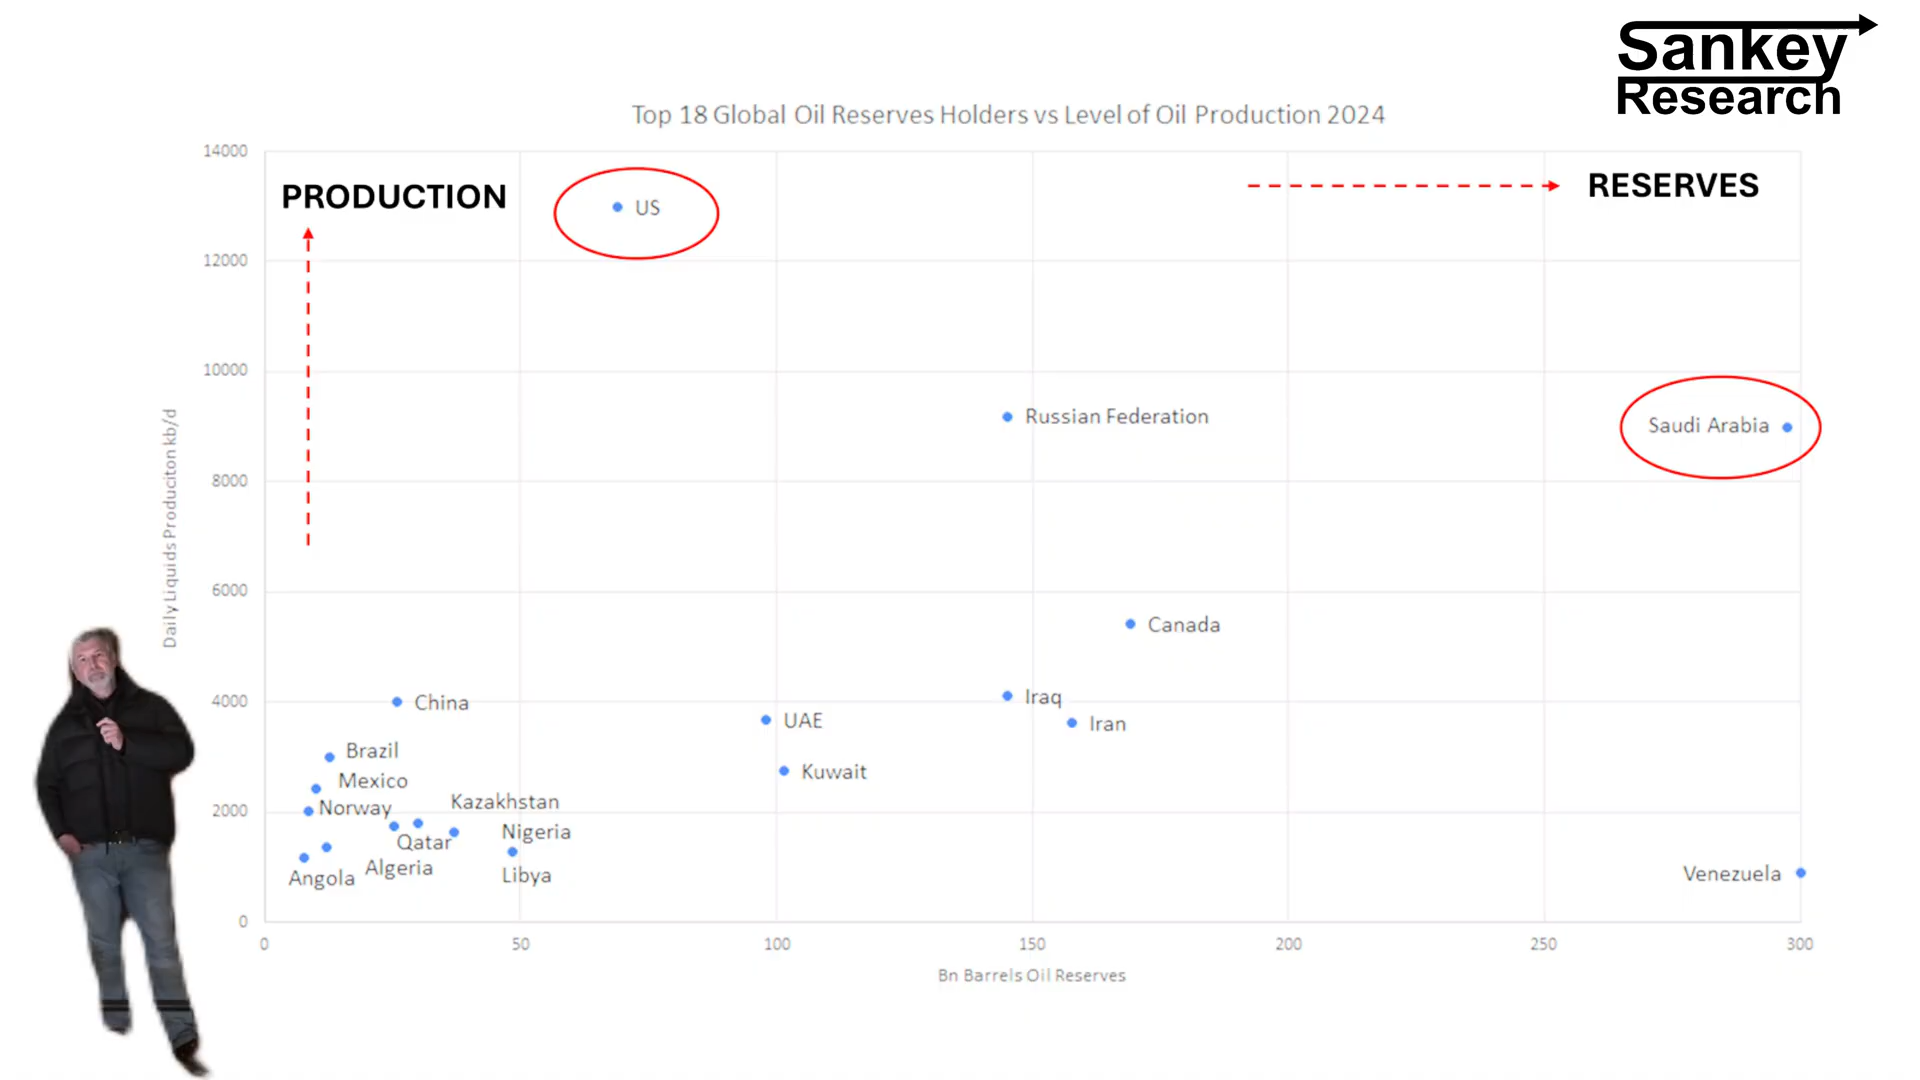 Sankey
Research
Top 18 Global Oil Reserves Holders vs Level of Oil Production 2024
14000
PRODUCTION
US
RESERVES
12000
10000
Russian Federation
Saudi Arabia
Daily Liquids Produciton kb/d
8000
6000
Canada
4000
China
Iraq
UAE
Iran
Brazil
Kuwait
Mexico
Kazakhstan
2000
Norway
Nigeria
Qatar
Algeria
Libya
Venezuela
Angola
0
0 50 100 150 200 250 300
Bn Barrels Oil Reserves